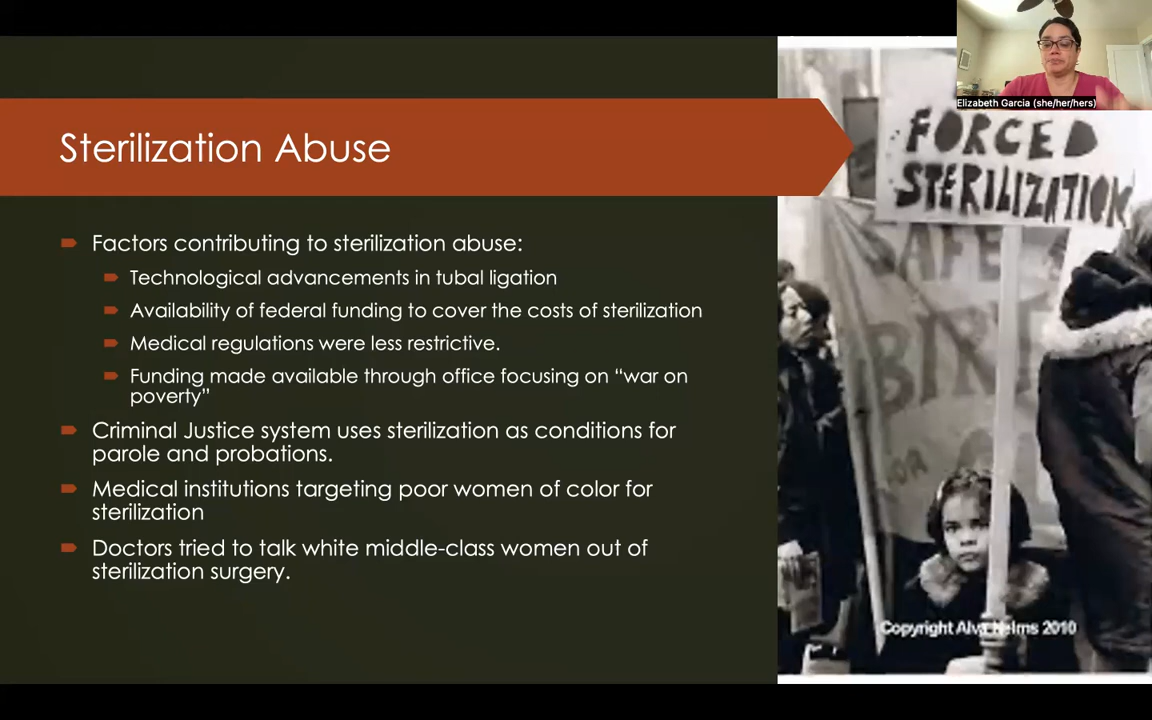 Elizabeth Garcia (she/her/hers)
Sterilization Abuse
Factors contributing to sterilization abuse:
Technological advancements in tubal ligation
Availability of federal funding to cover the costs of sterilization
Medical regulations were less restrictive.
Funding made available through office focusing on “war on
poverty”
Criminal Justice system uses sterilization as conditions for
parole and probations.
Medical institutions targeting poor women of color for
sterilization
Doctors tried to talk white middle-class women out of
sterilization surgery.
FORCED
STERILIZATION
SAFE
Copyright Alva Nelms 2010